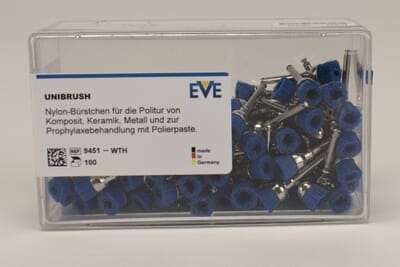 UNIBRUSH
EVE
Nylon-Bürstchen für die Politur von
Komposit, Keramik, Metall und zur
Prophylaxebehandlung mit Polierpaste.
REF 9451 – WTH
100
made
in
Germany